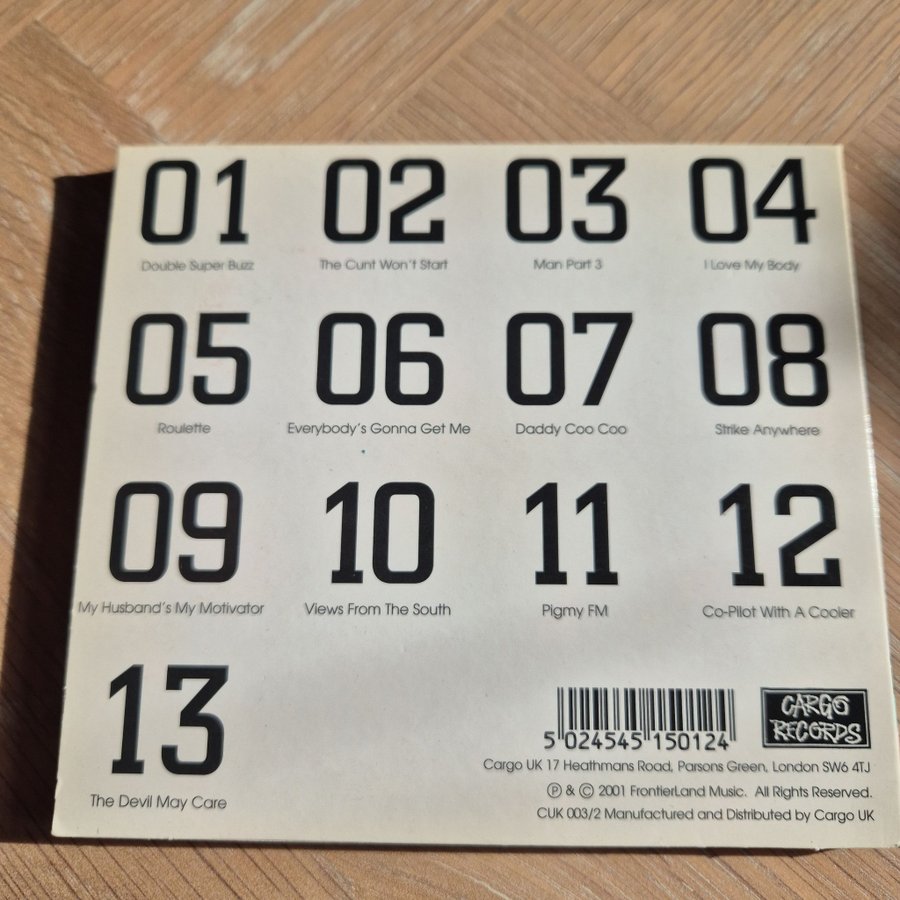 01 02 03 04
Double Super Buzz The Cunt Won't Start Man Part 3 I Love My Body
05 06 07 08
Roulette Everybody's Gonna Get Me Daddy Coo Coo Strike Anywhere
09 10 11 12
My Husband's My Motivator Views From The South Pigmy FM Co-Pilot With A Cooler
13
The Devil May Care
CARGO
RECORDS
5 024545 150124
Cargo UK 17 Heathmans Road, Parsons Green, London SW6 4TJ
Ⓟ & © 2001 FrontierLand Music. All Rights Reserved.
CUK 003/2 Manufactured and Distributed by Cargo UK